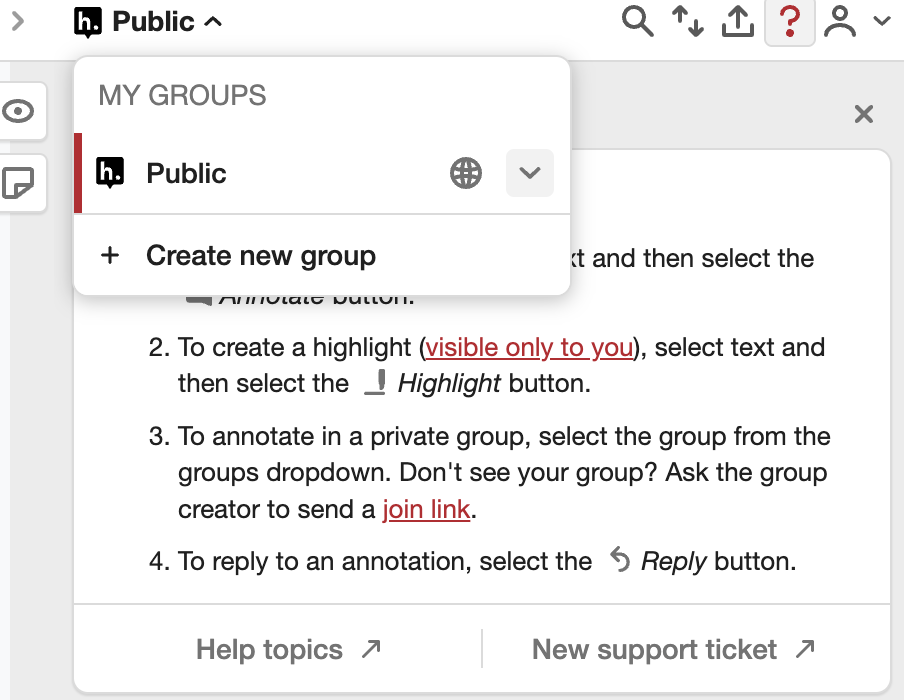 h. Public
MY GROUPS
h. Public
+ Create new group
xt and then select the
Annotate button.
2. To create a highlight (visible only to you), select text and
then select the Highlight button.
3. To annotate in a private group, select the group from the
groups dropdown. Don't see your group? Ask the group
creator to send a join link.
4. To reply to an annotation, select the Reply button.
Help topics ↗
New support ticket ↗